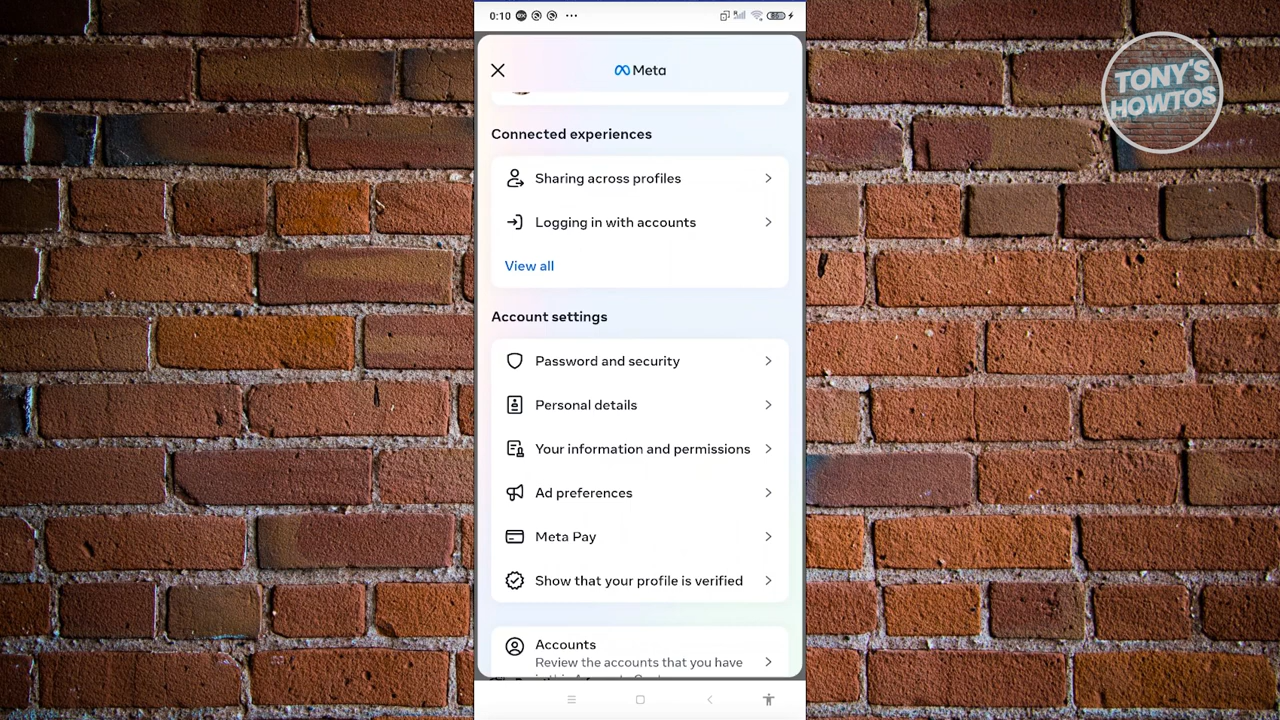 0:10
Meta
Connected experiences
Sharing across profiles
Logging in with accounts
View all
Account settings
Password and security
Personal details
Your information and permissions
Ad preferences
Meta Pay
Show that your profile is verified
Accounts
Review the accounts that you have
TONY'S
HOWTOS